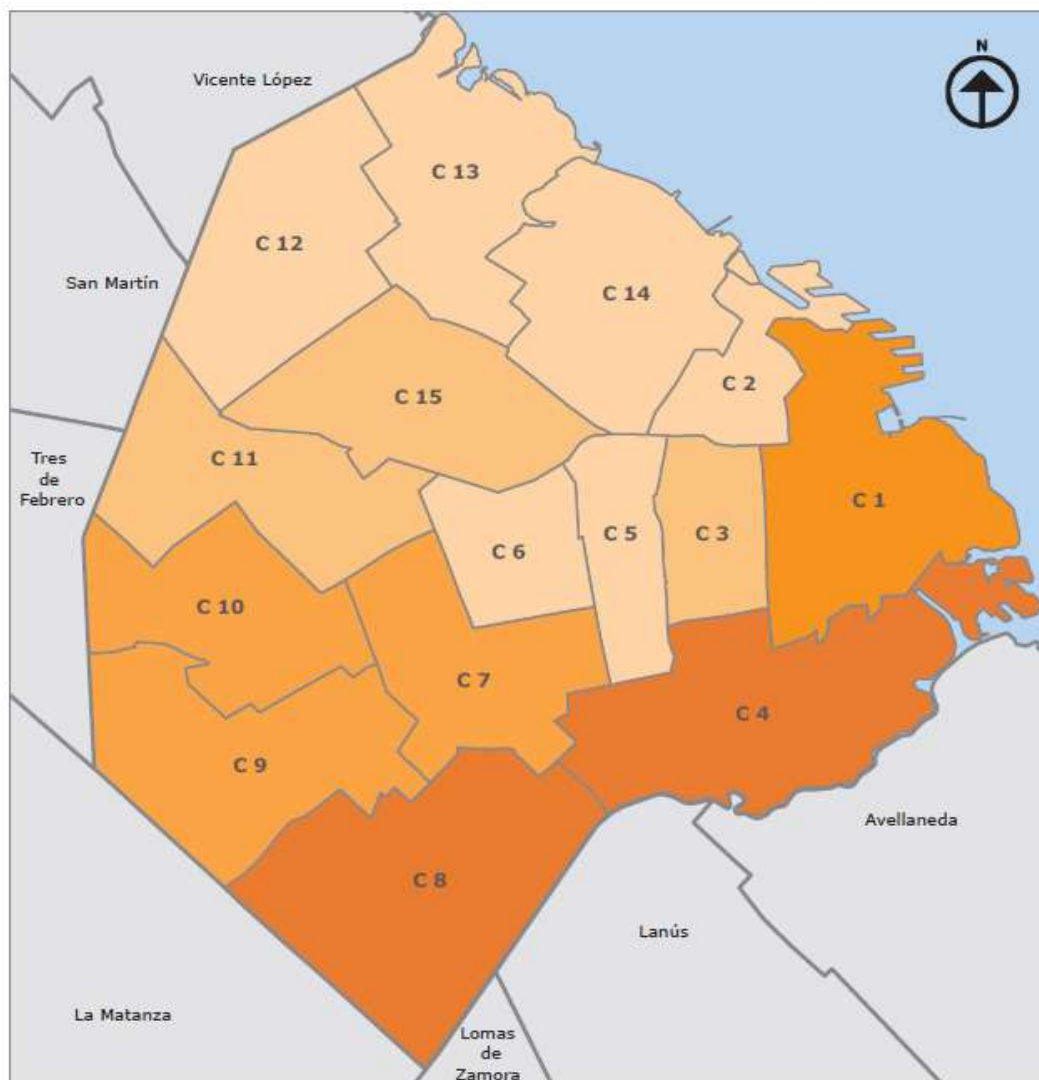 N
Vicente López
C 13
C 12
San Martín
C 14
C 2
C 15
Tres
de
Febrero
C 11
C 1
C 6
C 5
C 3
C 10
C 7
C 4
C 9
Avellaneda
C 8
Lanús
La Matanza
Lomas
de
Zamora